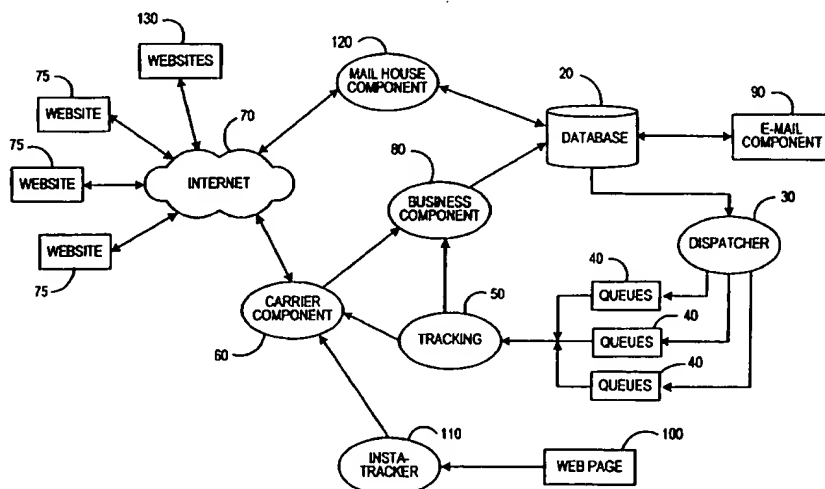 130
WEBSITES
120
MAIL HOUSE
COMPONENT
75
WEBSITE
20
DATABASE
90
E-MAIL
COMPONENT
70
INTERNET
75
WEBSITE
80
BUSINESS
COMPONENT
30
DISPATCHER
WEBSITE
75
CARRIER
COMPONENT
60
50
TRACKING
40
QUEUES
40
QUEUES
40
QUEUES
110
INSTA-
TRACKER
100
WEB PAGE